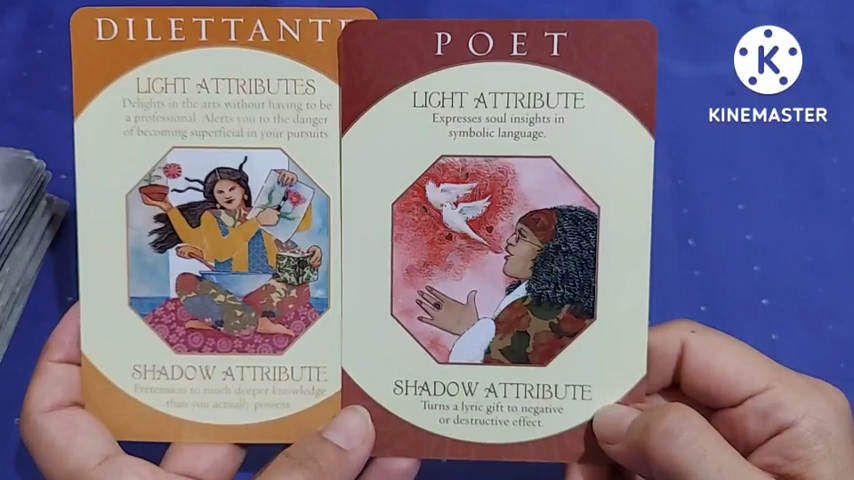 DILETTANTE
LIGHT ATTRIBUTES
Delights in the arts without having to be
a professional. Alerts you to the danger
of becoming superficial in your pursuits
SHADOW ATTRIBUTE
Pretension to much deeper knowledge
than you actually possess.
POET
LIGHT ATTRIBUTE
Expresses soul insights in
symbolic language.
SHADOW ATTRIBUTE
Turns a lyric gift to negative
or destructive effect.
K
KINEMASTER